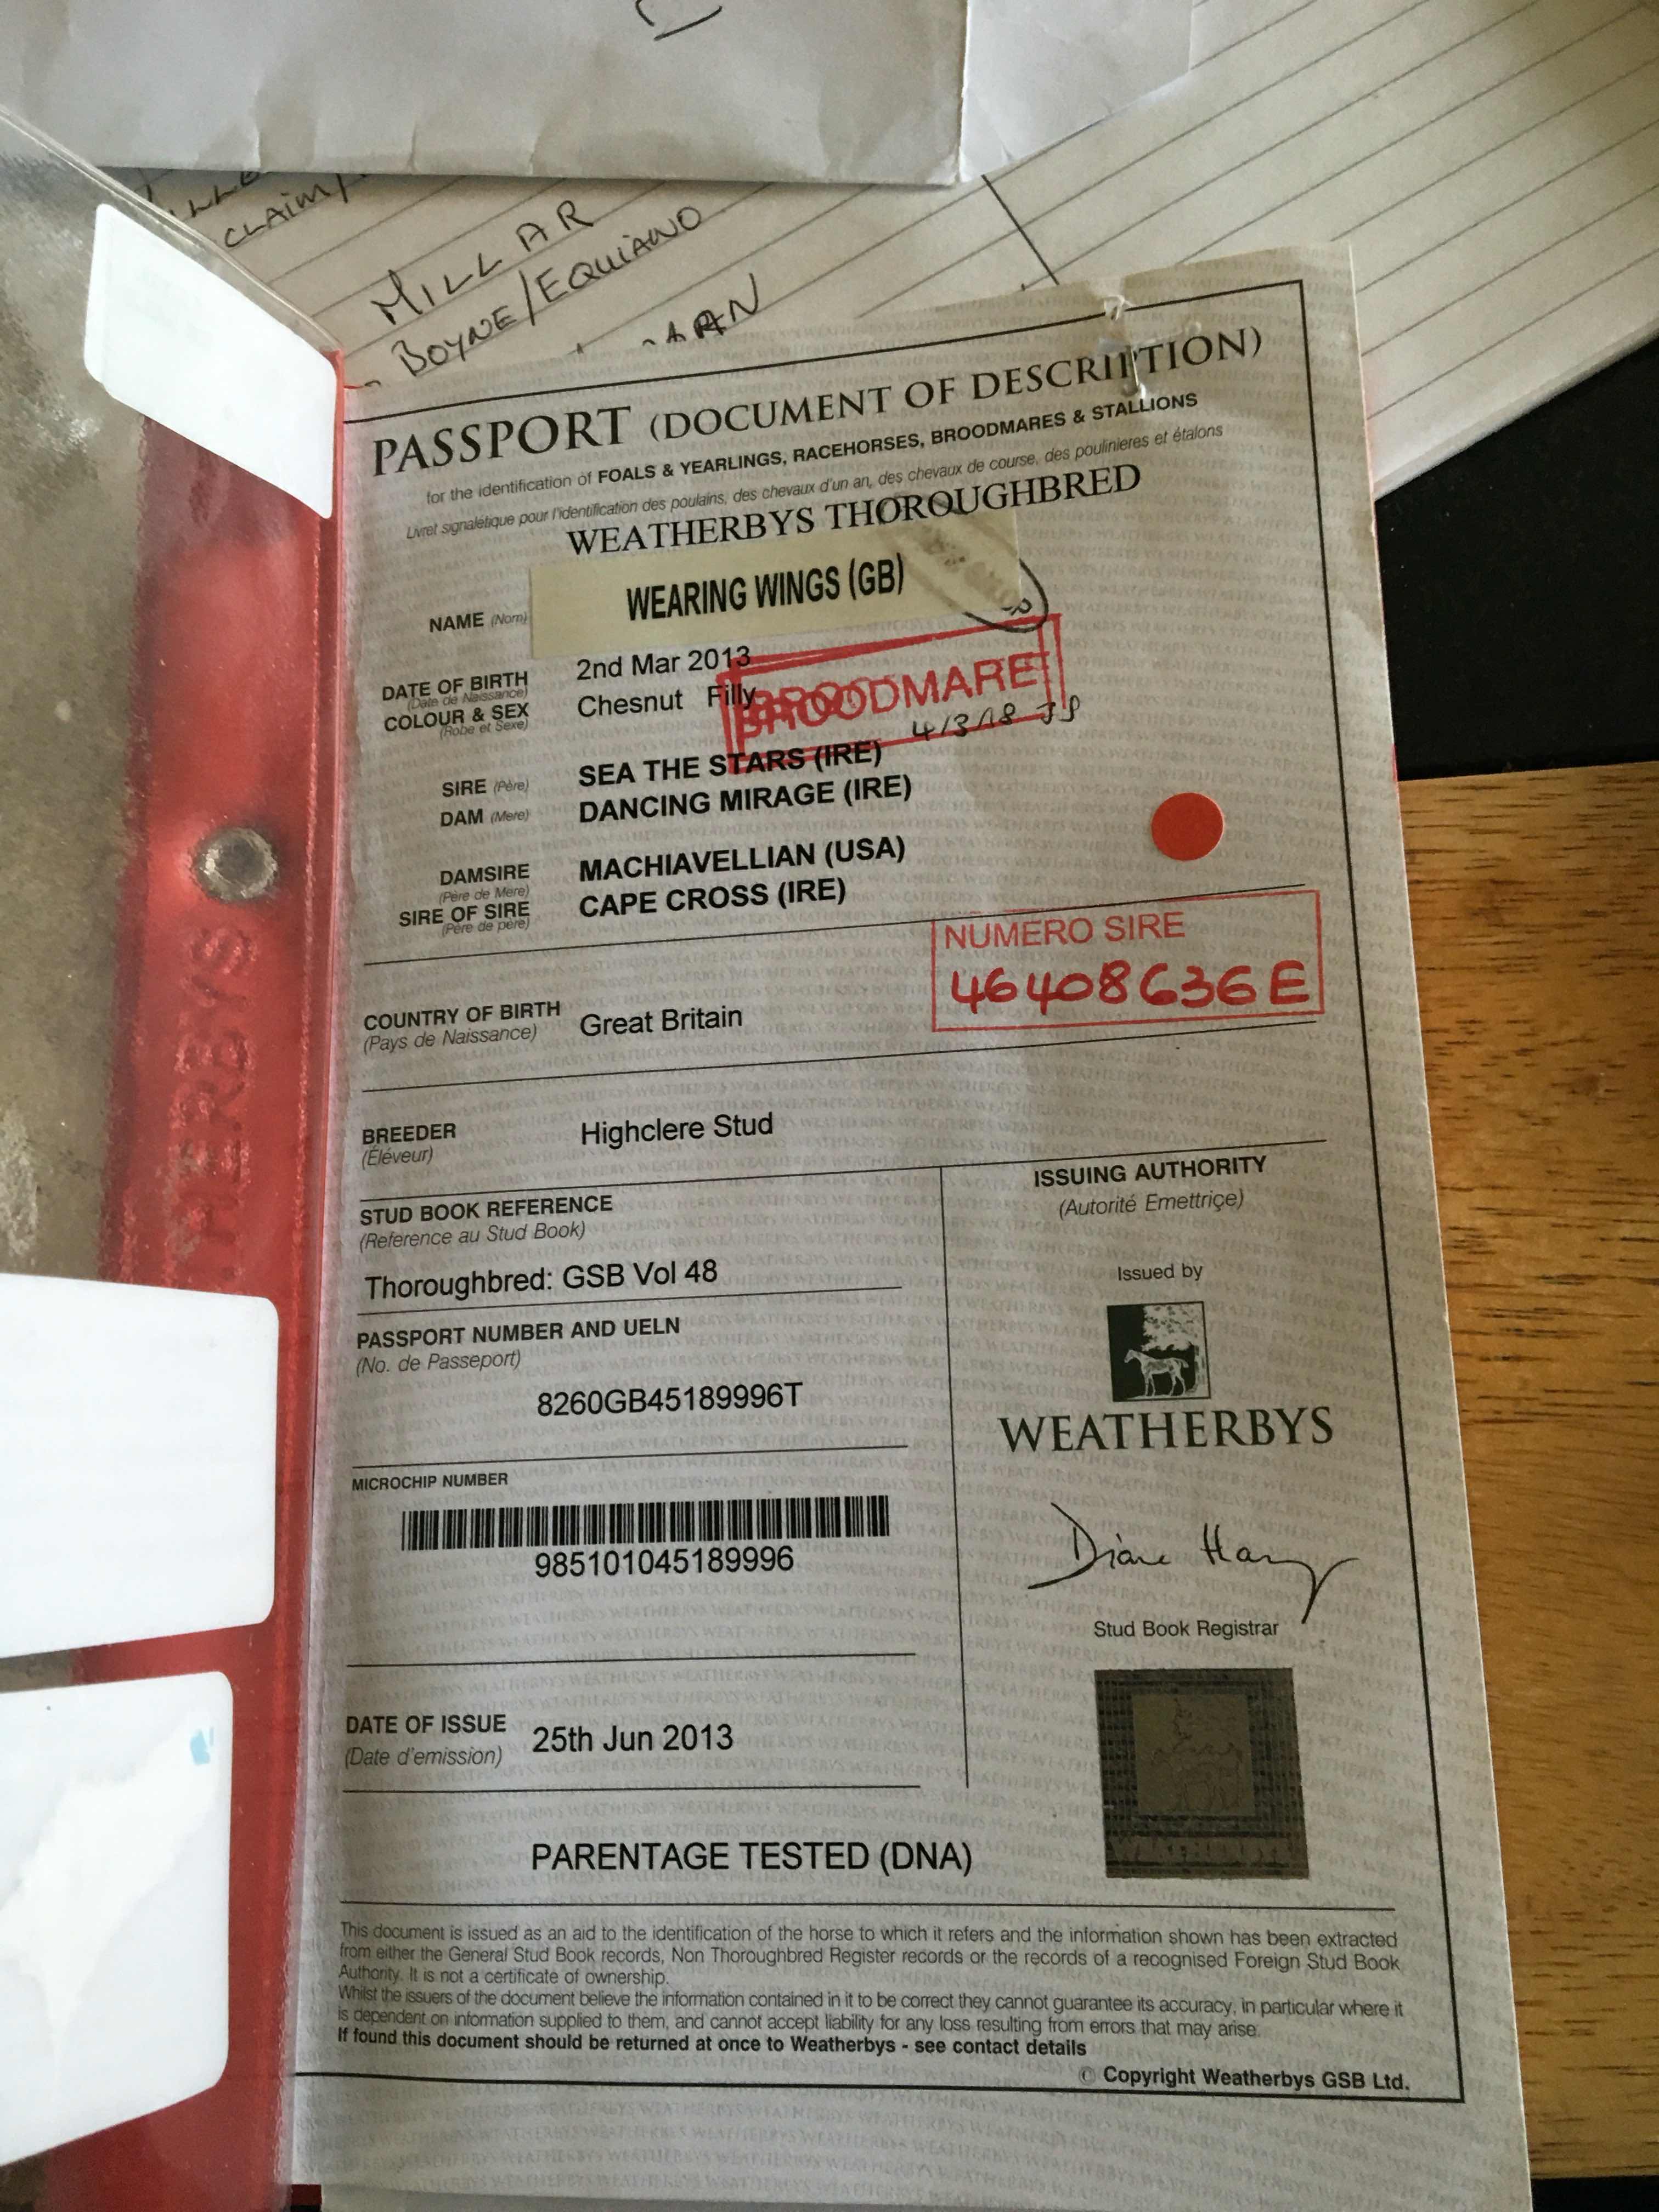 CLAIM
MILLAR
BOYNE/EQUIANO
PASSPORT (DOCUMENT OF DESCRIPTION)
for the identification of FOALS & YEARLINGS, RACEHORSES, BROODMARES & STALLIONS
Livret signalétique pour l'identification des poulains, des chevaux d'un an, des chevaux de course, des poulinieres et étalons
WEATHERBYS THOROUGHBRED
NAME (Nom) WEARING WINGS (GB)
DATE OF BIRTH 2nd Mar 2013
(Date de Naissance)
COLOUR & SEX Chesnut Filly
(Robe et Sexe)
BROODMARE
4/3/18 JS
SIRE (Père) SEA THE STARS (IRE)
DAM (Mere) DANCING MIRAGE (IRE)
DAMSIRE MACHIAVELLIAN (USA)
(Père de Mere)
SIRE OF SIRE CAPE CROSS (IRE)
(Père de père)
NUMERO SIRE
46408636E
COUNTRY OF BIRTH Great Britain
(Pays de Naissance)
BREEDER Highclere Stud
(Éléveur)
STUD BOOK REFERENCE
(Reference au Stud Book)
Thoroughbred: GSB Vol 48
PASSPORT NUMBER AND UELN
(No. de Passeport)
8260GB45189996T
MICROCHIP NUMBER
985101045189996
DATE OF ISSUE 25th Jun 2013
(Date d'emission)
ISSUING AUTHORITY
(Autorité Emettriçe)
Issued by
WEATHERBYS
Diane Han
Stud Book Registrar
PARENTAGE TESTED (DNA)
This document is issued as an aid to the identification of the horse to which it refers and the information shown has been extracted
from either the General Stud Book records, Non Thoroughbred Register records or the records of a recognised Foreign Stud Book
Authority. It is not a certificate of ownership.
Whilst the issuers of the document believe the information contained in it to be correct they cannot guarantee its accuracy, in particular where it
is dependent on information supplied to them, and cannot accept liability for any loss resulting from errors that may arise.
If found this document should be returned at once to Weatherbys - see contact details
© Copyright Weatherbys GSB Ltd.